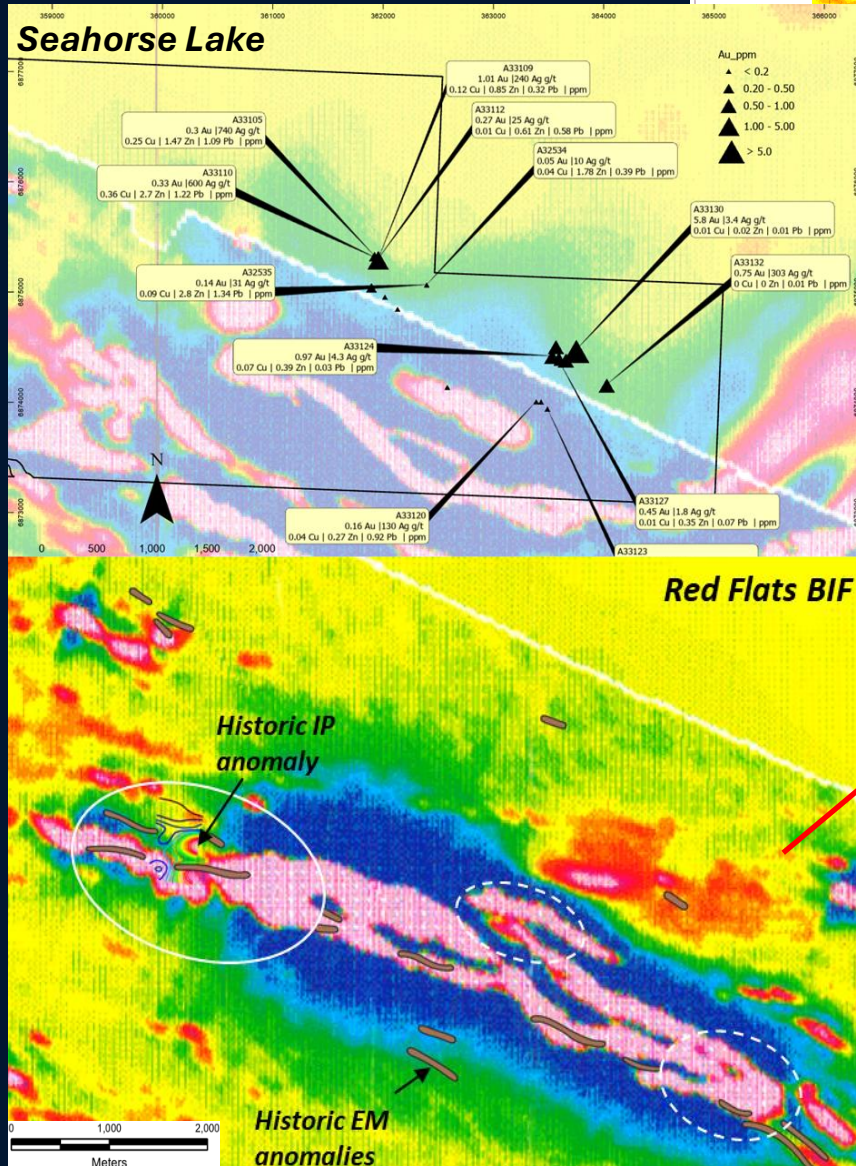 359000
360000
361000
362000
363000
364000
365000
366000
Seahorse Lake
6877000
A33109
1.01 Au |240 Ag g/t
0.12 Cu | 0.85 Zn | 0.32 Pb | ppm
Au_ppm
< 0.2
0.20 - 0.50
0.50 - 1.00
1.00 - 5.00
> 5.0
A33105
0.3 Au |740 Ag g/t
0.25 Cu | 1.47 Zn | 1.09 Pb | ppm
A33112
0.27 Au |25 Ag g/t
0.01 Cu | 0.61 Zn | 0.58 Pb | ppm
A32534
0.05 Au |10 Ag g/t
0.04 Cu | 1.78 Zn | 0.39 Pb | ppm
6876000
A33110
0.33 Au |600 Ag g/t
0.36 Cu | 2.7 Zn | 1.22 Pb | ppm
A33130
5.8 Au |3.4 Ag g/t
0.01 Cu | 0.02 Zn | 0.01 Pb | ppm
A33132
0.75 Au |303 Ag g/t
0 Cu | 0 Zn | 0.01 Pb | ppm
A32535
0.14 Au |31 Ag g/t
0.09 Cu | 2.8 Zn | 1.34 Pb | ppm
6875000
6875000
A33124
0.97 Au |4.3 Ag g/t
0.07 Cu | 0.39 Zn | 0.03 Pb | ppm
6874000
N
A33127
0.45 Au |1.8 Ag g/t
0.01 Cu | 0.35 Zn | 0.07 Pb | ppm
A33120
0.16 Au |130 Ag g/t
0.04 Cu | 0.27 Zn | 0.92 Pb | ppm
6873000
6873000
A33123
0 500 1,000 1,500 2,000
Red Flats BIF
Historic IP
anomaly
Historic EM
anomalies
0 1,000 2,000
Meters